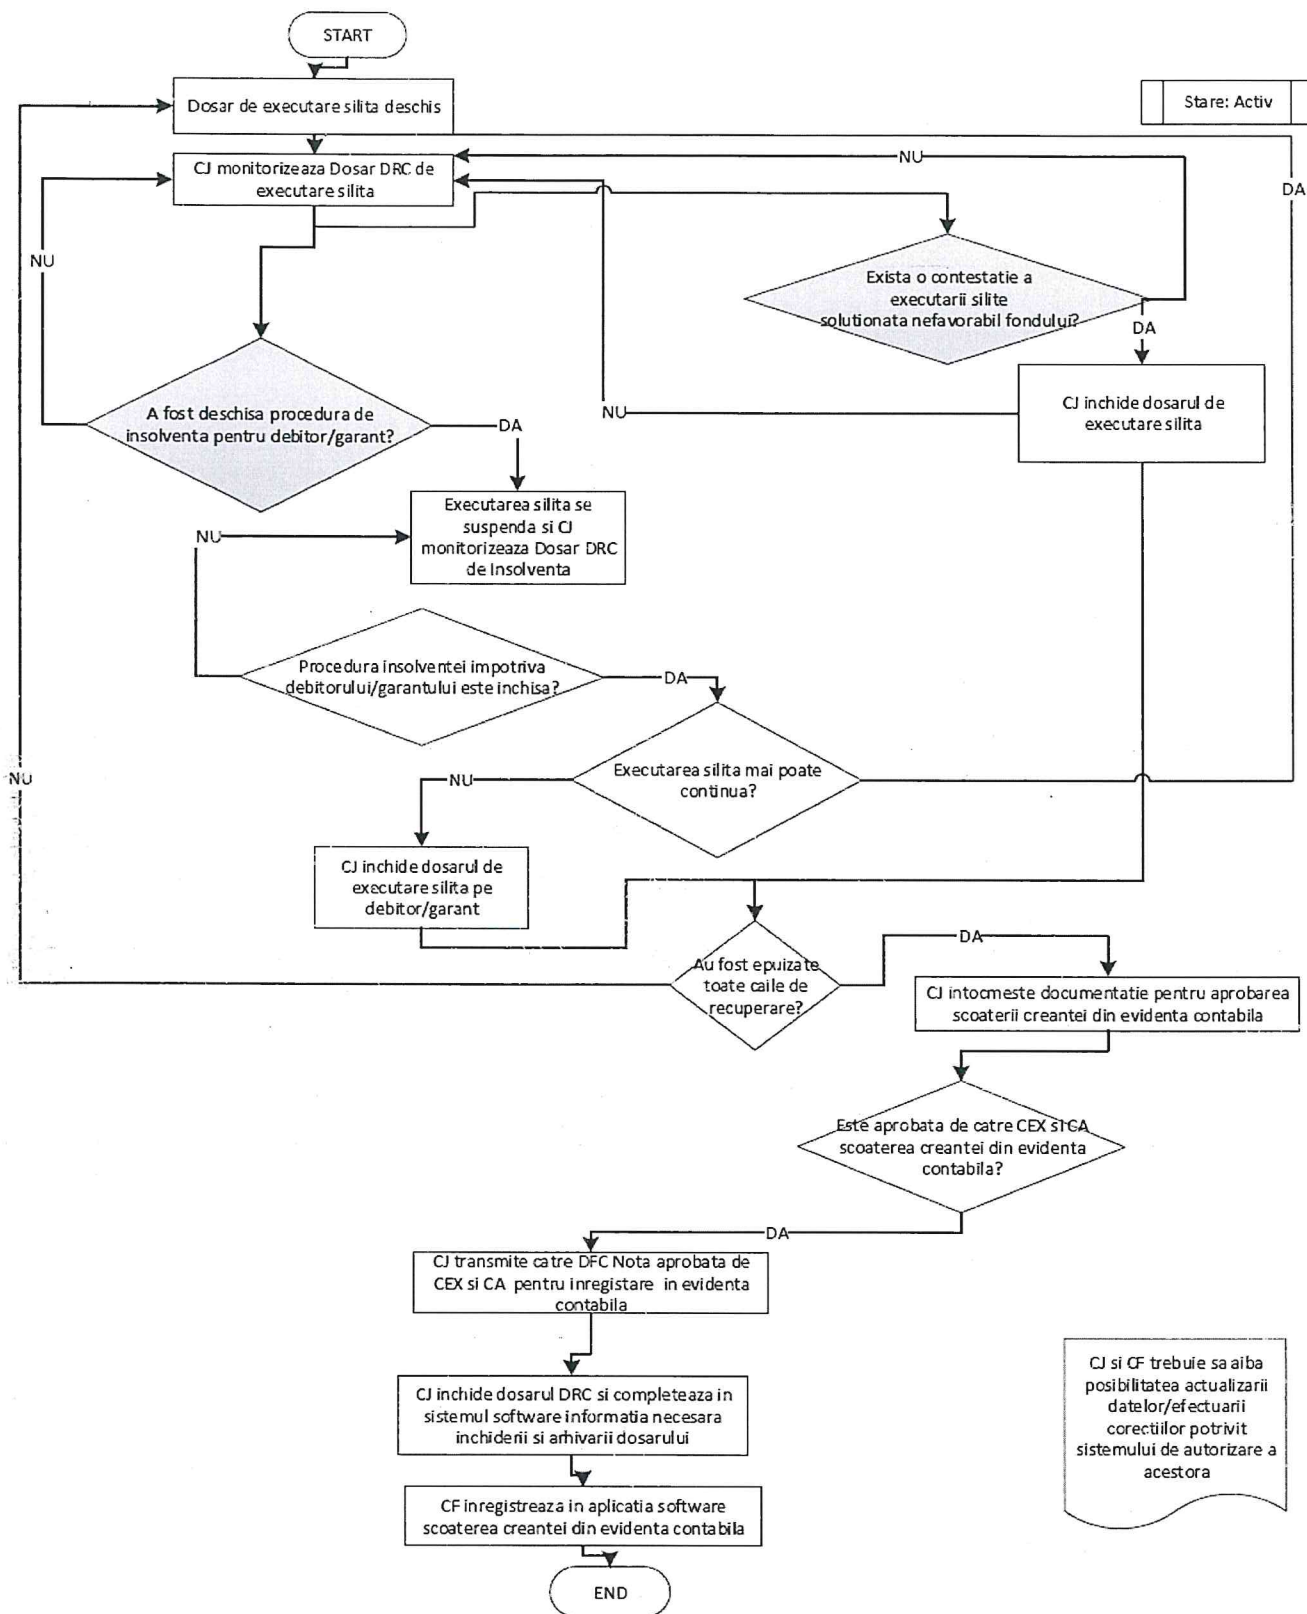 START
Dosar de executare silita deschis
Stare: Activ
CJ monitorizeaza Dosar DRC de
executare silita
NU
DA
NU
Exista o contestatie a
executarii silite
solutionata nefavorabil fondului?
DA
CJ inchide dosarul de
executare silita
NU
A fost deschisa procedura de
insolventa pentru debitor/garant?
DA
Executarea silita se
suspenda si CJ
monitorizeaza Dosar DRC
de Insolventa
NU
Procedura insolventei impotriva
debitorului/garantului este inchisa?
DA
Executarea silita mai poate
continua?
NU
NU
CJ inchide dosarul de
executare silita pe
debitor/garant
Au fost epuizate
toate caile de
recuperare?
DA
CJ intocmeste documentatie pentru aprobarea
scoaterii creantei din evidenta contabila
Este aprobata de catre CEX si CA
scoaterea creantei din evidenta
contabila?
DA
CJ transmite catre DFC Nota aprobata de
CEX si CA pentru inregistare in evidenta
contabila
CJ inchide dosarul DRC si completeaza in
sistemul software informatia necesara
inchiderii si arhivarii dosarului
CJ si CF trebuie sa aiba
posibilitatea actualizarii
datelor/efectuarii
corectiilor potrivit
sistemului de autorizare a
acestora
CF inregistreaza in aplicatia software
scoaterea creantei din evidenta contabila
END